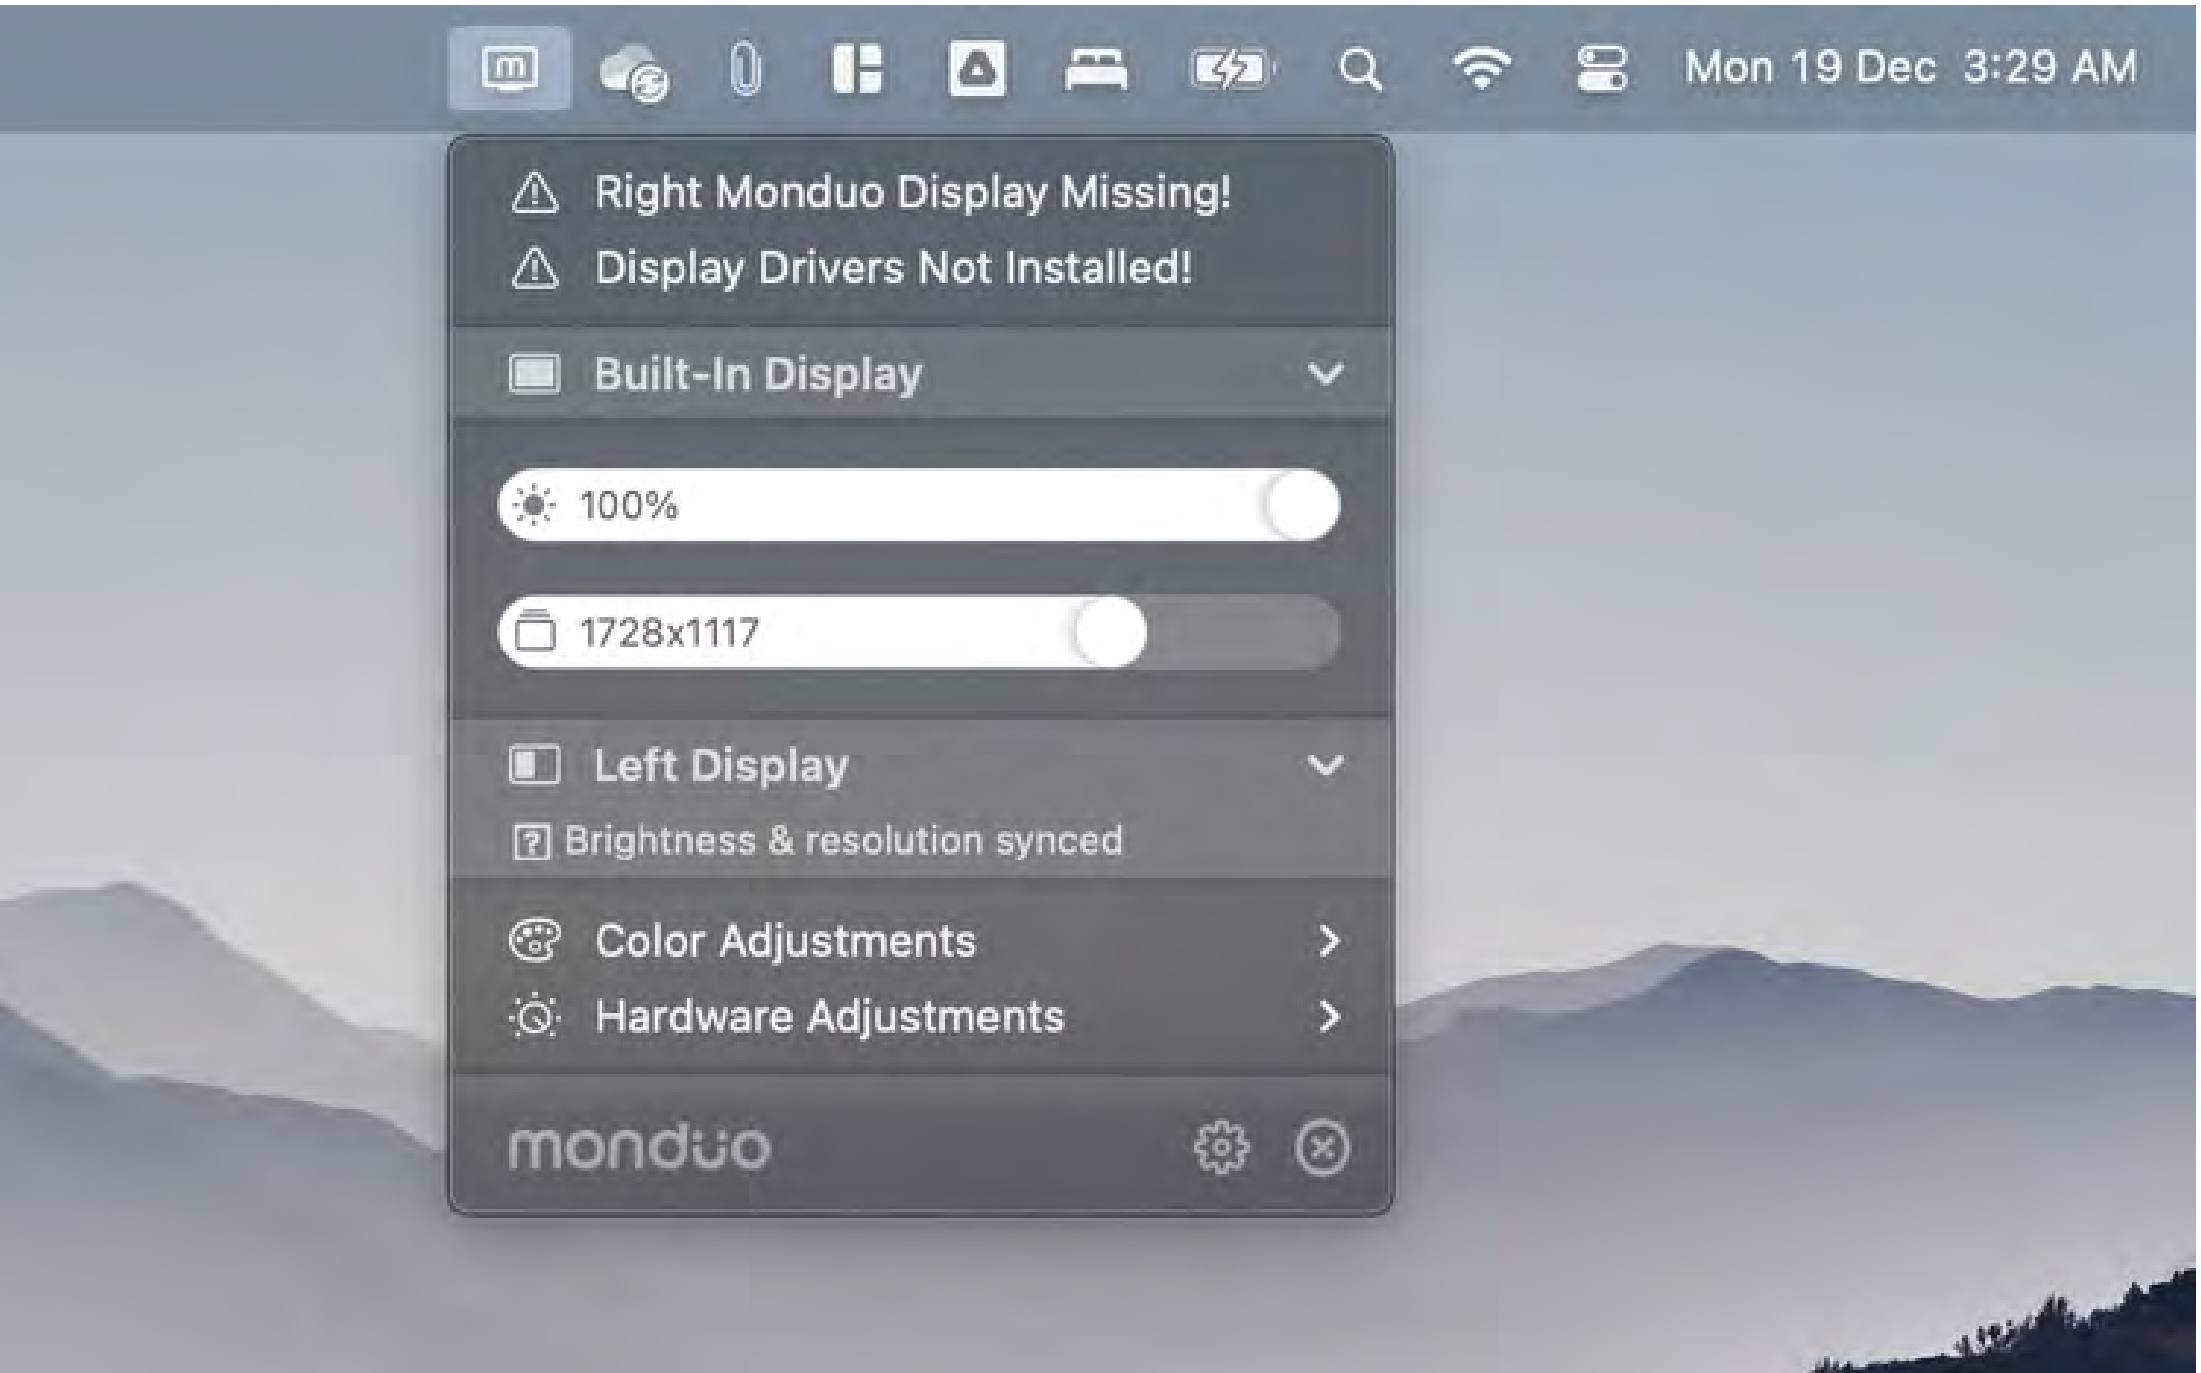 Mon 19 Dec 3:29 AM
Right Monduo Display Missing!
Display Drivers Not Installed!
Built-In Display
100%
1728x1117
Left Display
? Brightness & resolution synced
Color Adjustments
Hardware Adjustments
mondüo